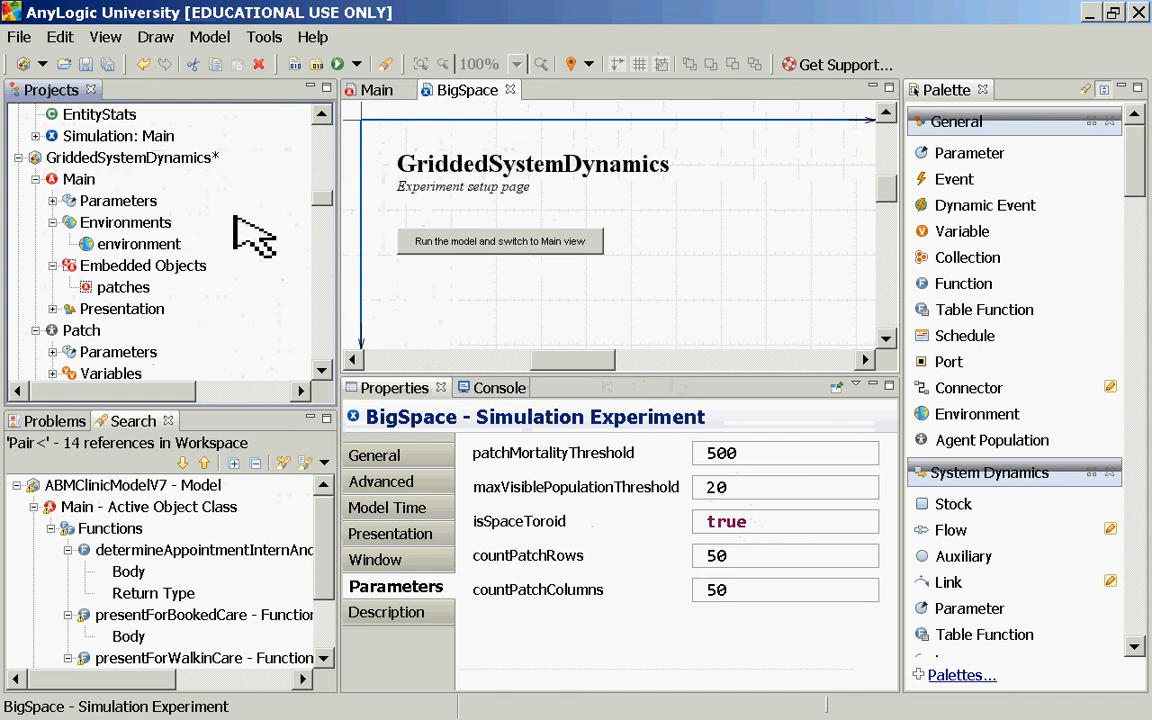 AnyLogic University [EDUCATIONAL USE ONLY]
File Edit View Draw Model Tools Help
100% Get Support...
Projects
EntityStats
Simulation: Main
GriddedSystemDynamics*
Main
Parameters
Environments
environment
Embedded Objects
patches
Presentation
Patch
Parameters
Variables
Problems Search
'Pair<' - 14 references in Workspace
ABMClinicModelV7 - Model
Main - Active Object Class
Functions
determineAppointmentInternAnd
Body
Return Type
presentForBookedCare - Function
Body
presentForWalkinCare - Function
Main BigSpace
GriddedSystemDynamics
Experiment setup page
Run the model and switch to Main view
Properties Console
BigSpace - Simulation Experiment
General
Advanced
Model Time
Presentation
Window
Parameters
Description
patchMortalityThreshold 500
maxVisiblePopulationThreshold 20
isSpaceToroid true
countPatchRows 50
countPatchColumns 50
Palette
General
Parameter
Event
Dynamic Event
Variable
Collection
Function
Table Function
Schedule
Port
Connector
Environment
Agent Population
System Dynamics
Stock
Flow
Auxiliary
Link
Parameter
Table Function
Palettes...
BigSpace - Simulation Experiment